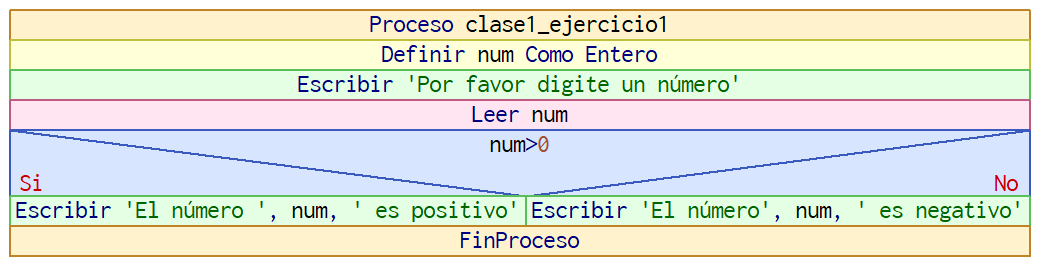 Proceso clase1_ejercicio1
Definir num Como Entero
Escribir 'Por favor digite un número'
Leer num
num>0
Si
No
Escribir 'El número ', num, ' es positivo'
Escribir 'El número', num, ' es negativo'
FinProceso